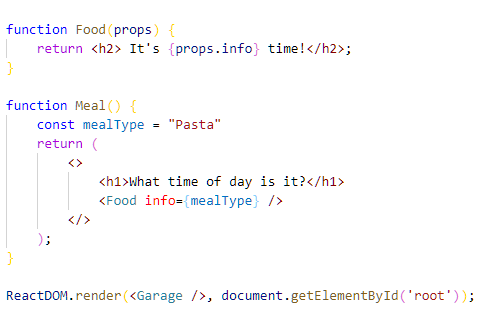 function Food(props) {
    return <h2> It's {props.info} time!</h2>;
}

function Meal() {
    const mealType = "Pasta"
    return (
        <>
            <h1>What time of day is it?</h1>
            <Food info={mealType} />
        </>
    );
}

ReactDOM.render(<Garage />, document.getElementById('root'));